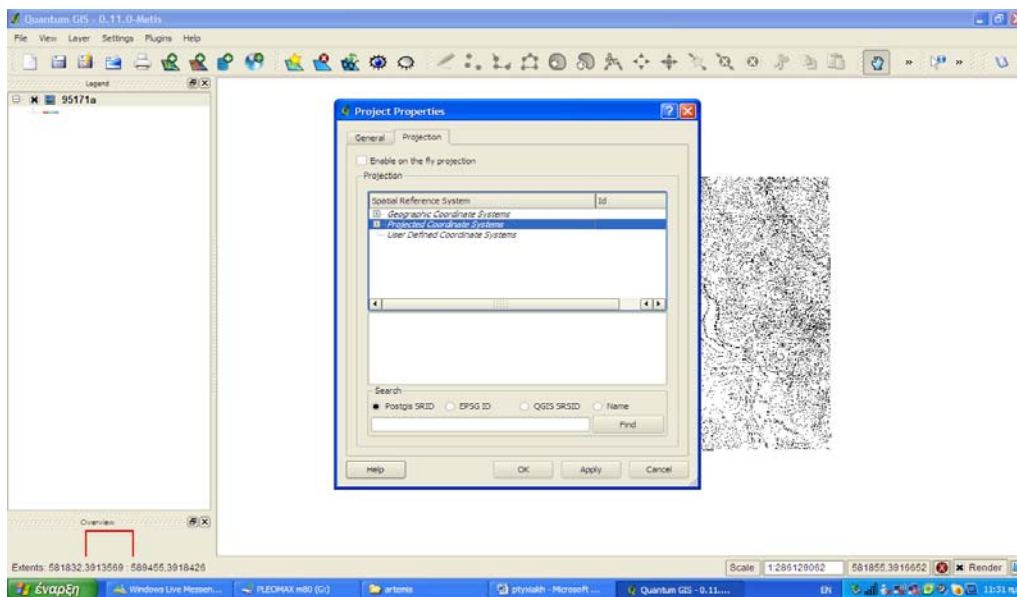 Quantum GIS - 0.11.0-Metis
File View Layer Settings Plugins Help
Legend
95171a
Project Properties
General Projection
Enable on the fly projection
Projection
Spatial Reference System Id
Geographic Coordinate Systems
Projected Coordinate Systems
User Defined Coordinate Systems
Search
Postgis SRID EPSG ID QGIS SRSID Name
Find
Help OK Apply Cancel
Overview
Extents: 581832,3913569 : 589455,3918426
Scale 1:286129062 581855,3916652 Render
έναρξη Windows Live Messen... PLEOMAX m80 (G:) artemis ptyxiakh - Microsoft ... Quantum GIS - 0.11.... EN 11:31